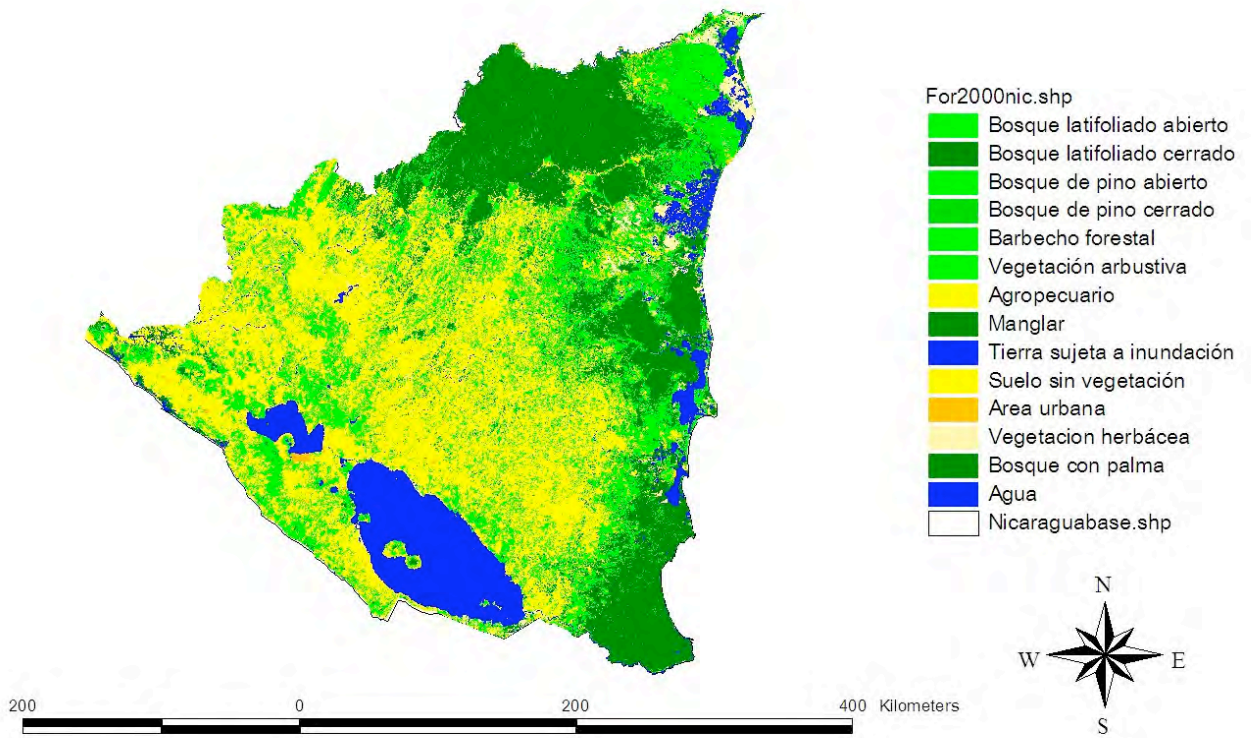 For2000nic.shp
Bosque latifoliado abierto
Bosque latifoliado cerrado
Bosque de pino abierto
Bosque de pino cerrado
Barbecho forestal
Vegetación arbustiva
Agropecuario
Manglar
Tierra sujeta a inundación
Suelo sin vegetación
Area urbana
Vegetacion herbácea
Bosque con palma
Agua
Nicaraguabase.shp
N
W E
S
200 0 200 400 Kilometers